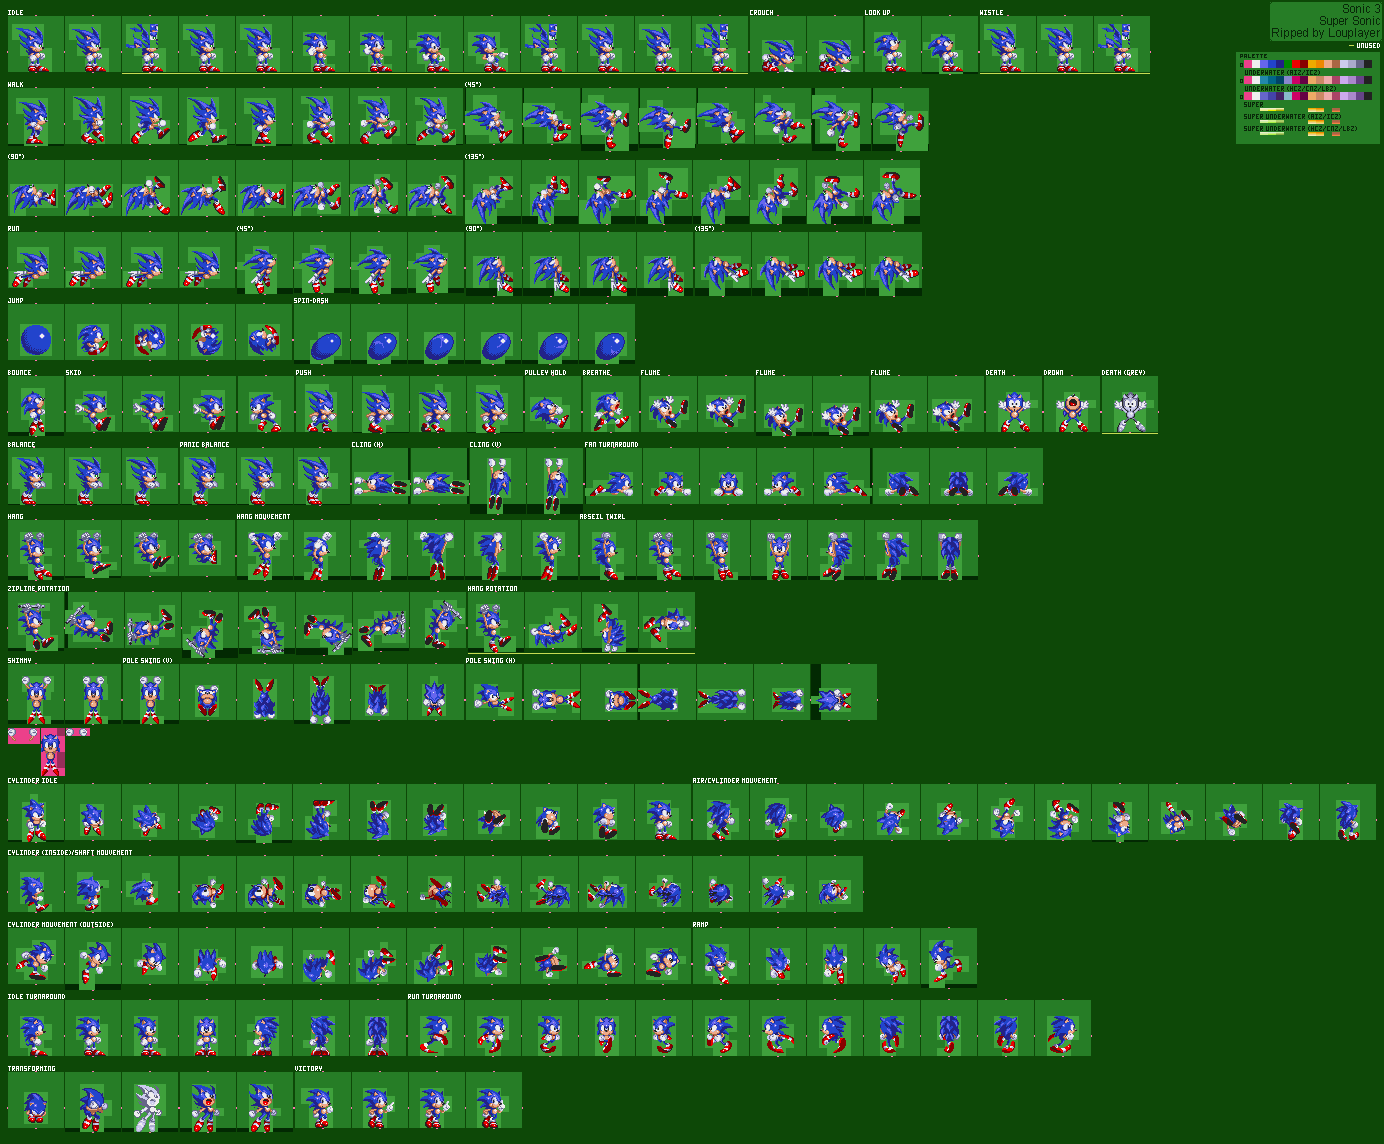 Sonic 3
Super Sonic
Ripped by Louplayer
— UNUSED
PALETTE
UNDERWATER (AIZ/ICZ)
UNDERWATER (HCZ/CNZ/LBZ)
SUPER
SUPER UNDERWATER (AIZ/ICZ)
SUPER UNDERWATER (HCZ/CNZ/LBZ)
IDLE CROUCH LOOK UP WISTLE
WALK (45°)
(90°) (135°)
RUN (45°) (90°) (135°)
JUMP SPIN-DASH
BOUNCE SKID PUSH PULLEY HOLD BREATHE FLUME FLUME FLUME DEATH DROWN DEATH (GREY)
BALANCE PANIC BALANCE CLING (H) CLING (V) FAN TURNAROUND
HANG HANG MOUVEMENT ABSEIL TWIRL
ZIPLINE ROTATION HANG ROTATION
SHIMMY POLE SWING (V) POLE SWING (H)
CYLINDER IDLE AIR/CYLINDER MOUVEMENT
CYLINDER (INSIDE)/SHAFT MOUVEMENT
CYLINDER MOUVEMENT (OUTSIDE) RAMP
IDLE TURNAROUND RUN TURNAROUND
TRANSFORMING VICTORY